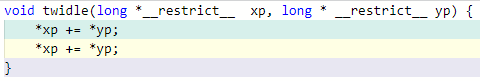 void twidle(long *__restrict__  xp, long * __restrict__ yp) {
    *xp += *yp;
    *xp += *yp;
}